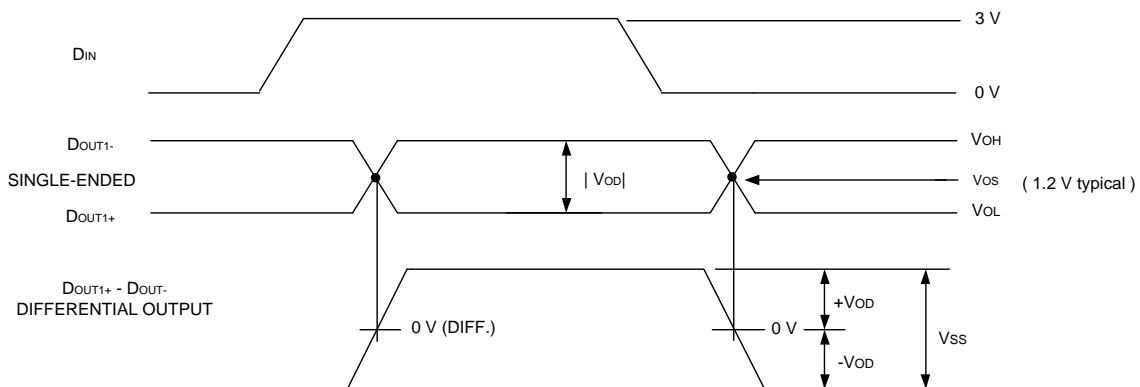 3 V
DIN
0 V
DOUT1-
VOH
SINGLE-ENDED
| VOD|
VOS ( 1.2 V typical )
DOUT1+
VOL
DOUT1+ - DOUT-
DIFFERENTIAL OUTPUT
+VOD
0 V (DIFF.)
0 V
VSS
-VOD